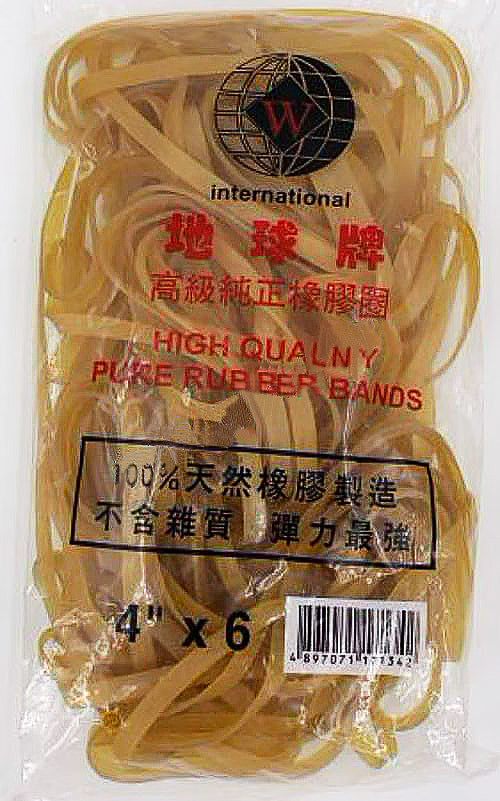 W
international
地球牌
高級純正橡膠圈
HIGH QUALNY
PURE RUBBER BANDS
100%天然橡膠製造
不含雜質 彈力最強
4" x 6